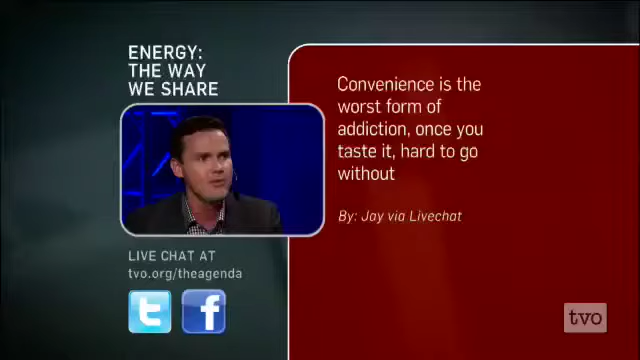 ENERGY:
THE WAY
WE SHARE
Convenience is the
worst form of
addiction, once you
taste it, hard to go
without
By: Jay via Livechat
LIVE CHAT AT
tvo.org/theagenda
t f
tvo